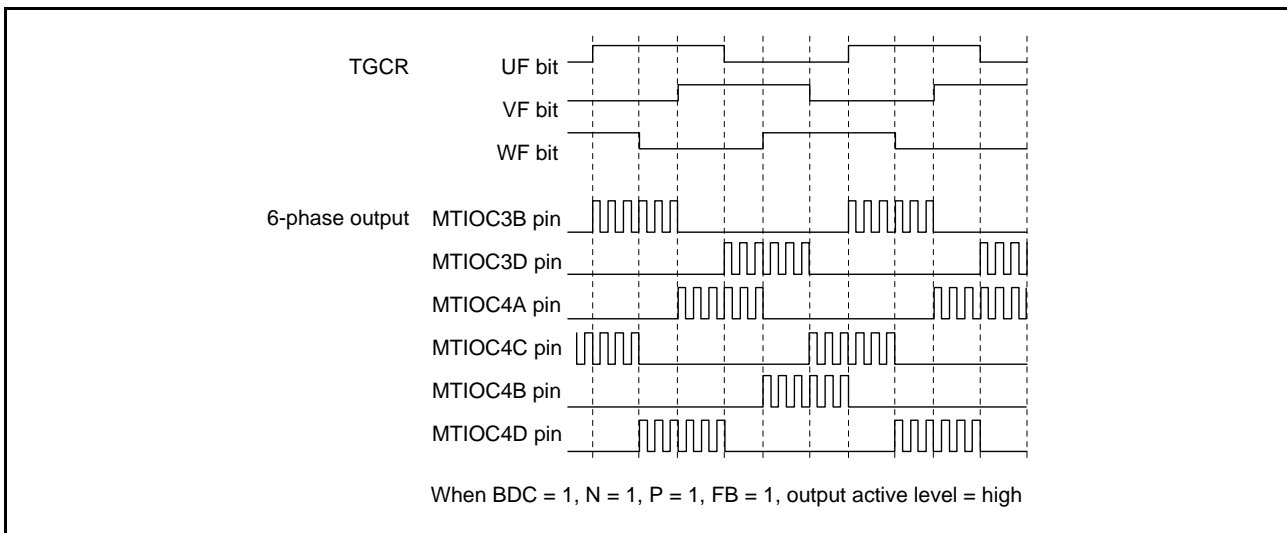 TGCR UF bit
VF bit
WF bit
6-phase output MTIOC3B pin
MTIOC3D pin
MTIOC4A pin
MTIOC4C pin
MTIOC4B pin
MTIOC4D pin
When BDC = 1, N = 1, P = 1, FB = 1, output active level = high